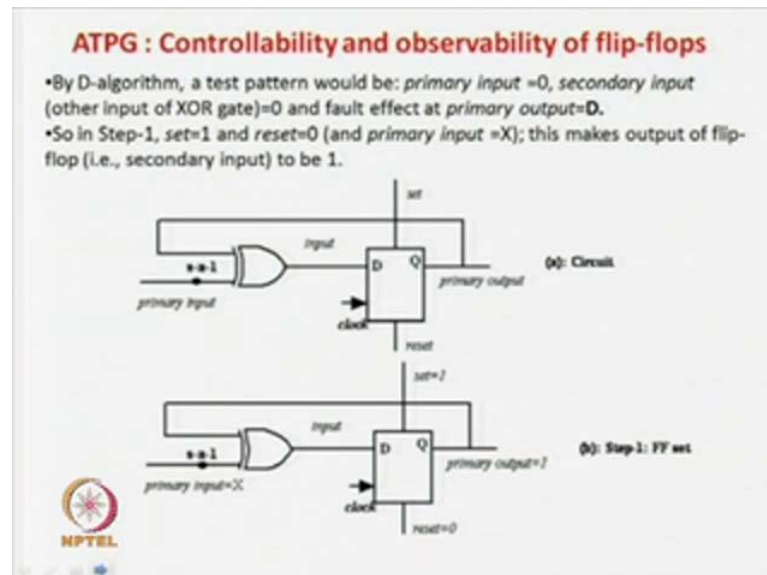 ATPG : Controllability and observability of flip-flops
•By D-algorithm, a test pattern would be: primary input =0, secondary input
(other input of XOR gate)=0 and fault effect at primary output=D.
•So in Step-1, set=1 and reset=0 (and primary input =X); this makes output of flip-
flop (i.e., secondary input) to be 1.
set
input
s-a-1
D Q
(a): Circuit
primary output
primary input
clock
reset
set=1
input
s-a-1
D Q
(b): Step-1: FF set
primary output=1
primary input=X
clock
reset=0
NPTEL